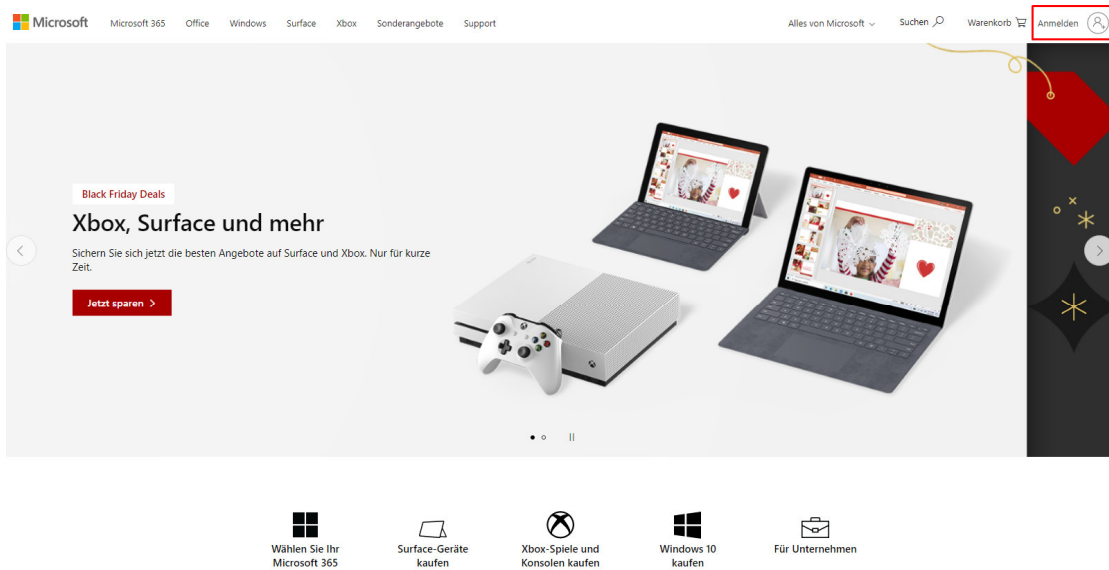 Microsoft Microsoft 365 Office Windows Surface Xbox Sonderangebote Support Alles von Microsoft Suchen Warenkorb Anmelden
Black Friday Deals
Xbox, Surface und mehr
Sichern Sie sich jetzt die besten Angebote auf Surface und Xbox. Nur für kurze
Zeit.
Jetzt sparen
Wählen Sie Ihr
Microsoft 365
Surface-Geräte
kaufen
Xbox-Spiele und
Konsolen kaufen
Windows 10
kaufen
Für Unternehmen